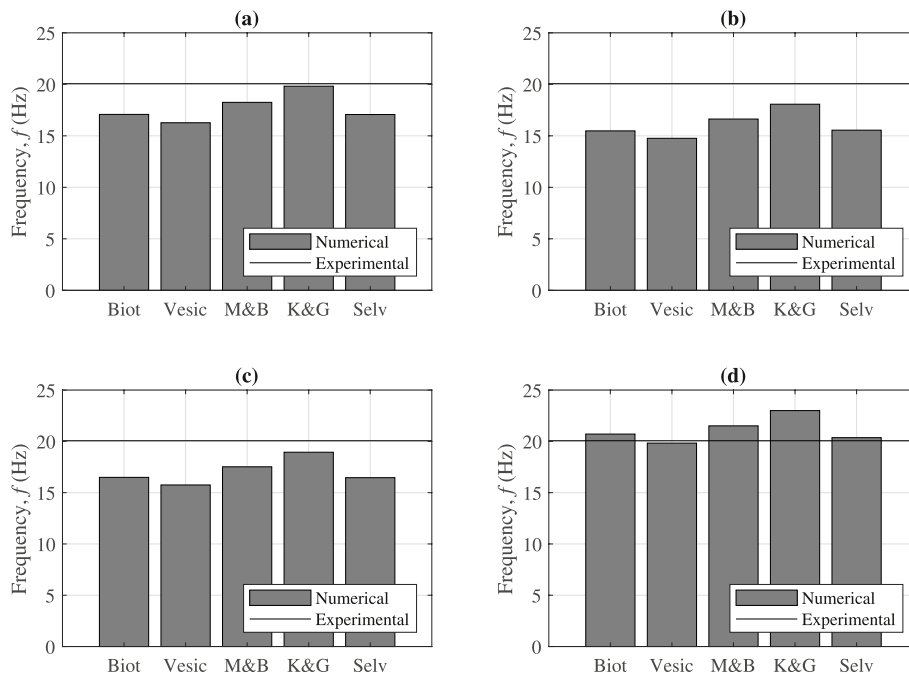 (a)
Frequency, f (Hz)
25
20
15
10
5
0
Numerical
Experimental
Biot Vesic M&B K&G Selv
(b)
Frequency, f (Hz)
25
20
15
10
5
0
Numerical
Experimental
Biot Vesic M&B K&G Selv
(c)
Frequency, f (Hz)
25
20
15
10
5
0
Numerical
Experimental
Biot Vesic M&B K&G Selv
(d)
Frequency, f (Hz)
25
20
15
10
5
0
Numerical
Experimental
Biot Vesic M&B K&G Selv